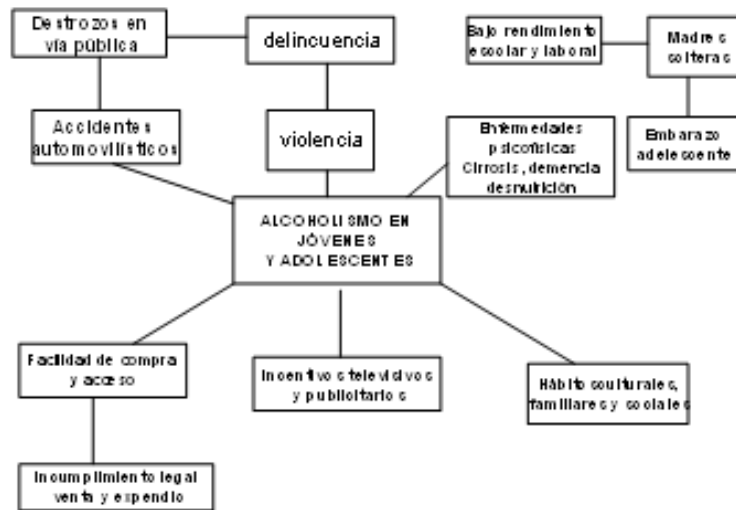 Destrozos en
vía pública
delincuencia
Bajo rendimiento
escolar y laboral
Madres
solteras
Accidentes
automovilísticos
violencia
Enfermedades
psicofísicas
Cirrosis, demencia
desnutrición
Embarazo
adelescente
ALCOHOLISMO EN
JÓVENES
Y ADOLESCENTES
Facilidad de compra
y acceso
Incentivos televisivos
y publicitarios
Hábitos culturales,
familiares y sociales
Incumplimiento legal
venta y expendio